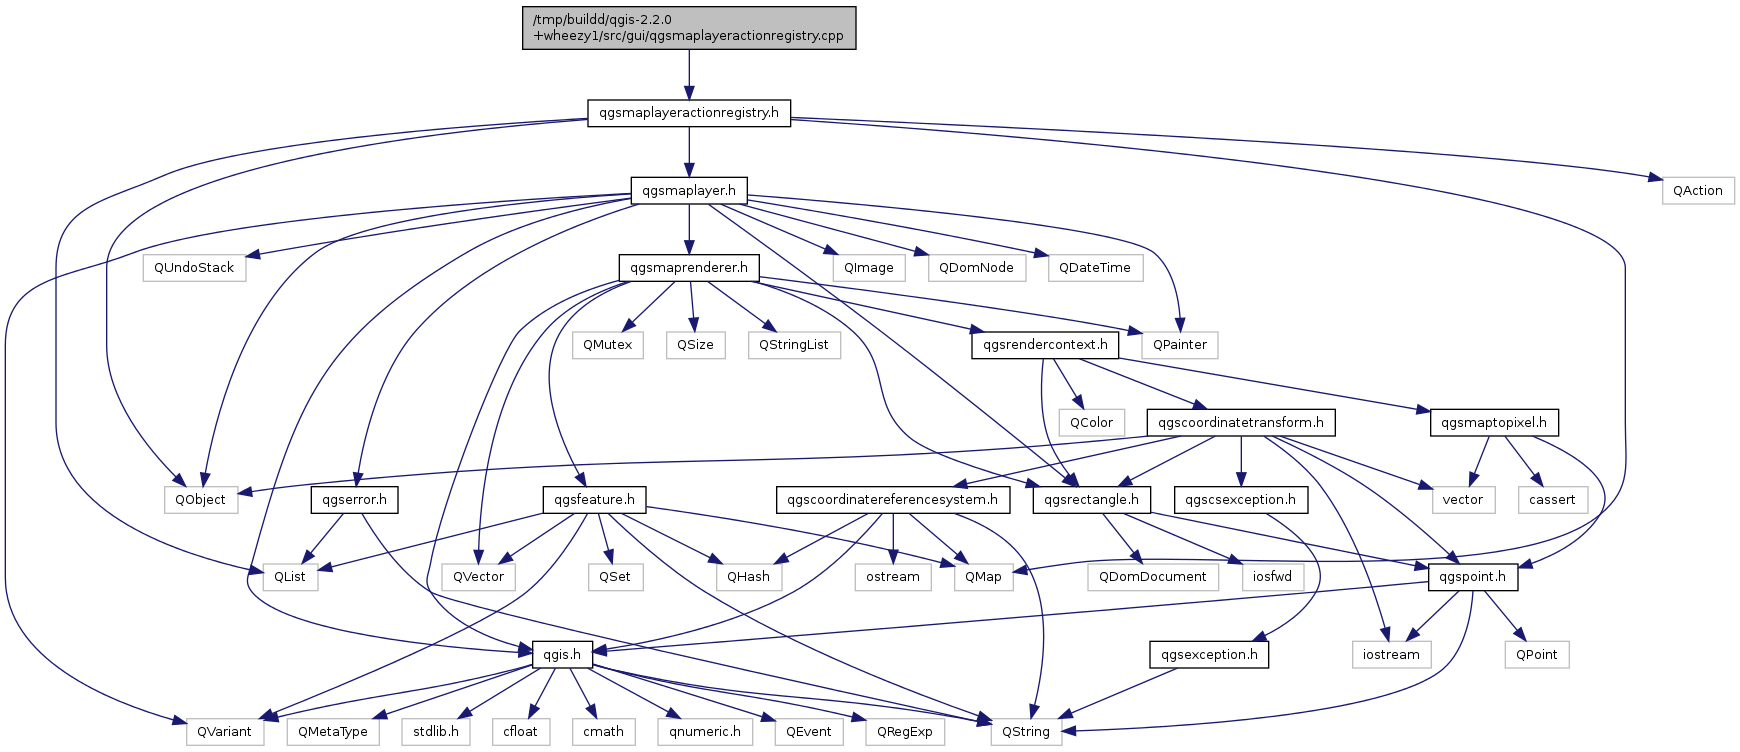 /tmp/buildd/qgis-2.2.0
+wheezy1/src/gui/qgsmaplayeractionregistry.cpp
qgsmaplayeractionregistry.h
qgsmaplayer.h
QAction
QUndoStack
qgsmaprenderer.h
QImage
QDomNode
QDateTime
QMutex
QSize
QStringList
qgsrendercontext.h
QPainter
QColor
qgscoordinatetransform.h
qgsmaptopixel.h
QObject
qgserror.h
qgsfeature.h
qgscoordinatereferencesystem.h
qgsrectangle.h
qgscsexception.h
vector
cassert
QList
QVector
QSet
QHash
ostream
QMap
QDomDocument
iosfwd
qgspoint.h
qgis.h
qgsexception.h
iostream
QPoint
QVariant
QMetaType
stdlib.h
cfloat
cmath
qnumeric.h
QEvent
QRegExp
QString